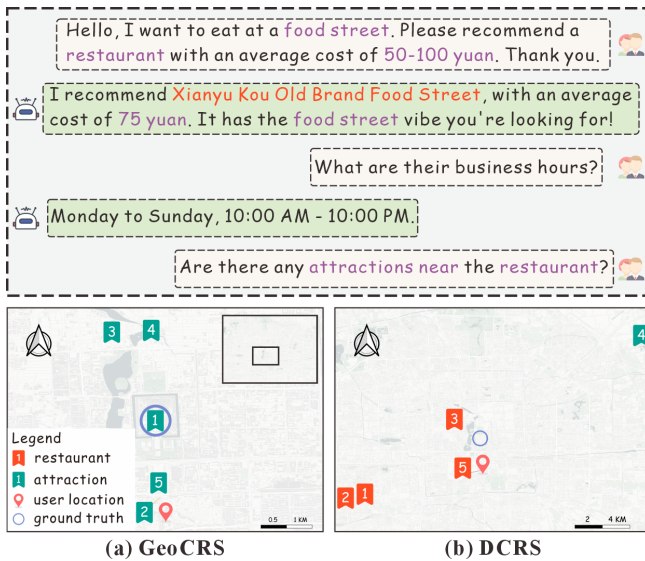 Hello, I want to eat at a food street. Please recommend a
restaurant with an average cost of 50-100 yuan. Thank you.
I recommend Xianyu Kou Old Brand Food Street, with an average
cost of 75 yuan. It has the food street vibe you're looking for!
What are their business hours?
Monday to Sunday, 10:00 AM - 10:00 PM.
Are there any attractions near the restaurant?
3
4
1
5
2
Legend
1 restaurant
1 attraction
user location
ground truth
0.5 1 KM
4
3
5
2
1
2 4 KM
(a) GeoCRS
(b) DCRS